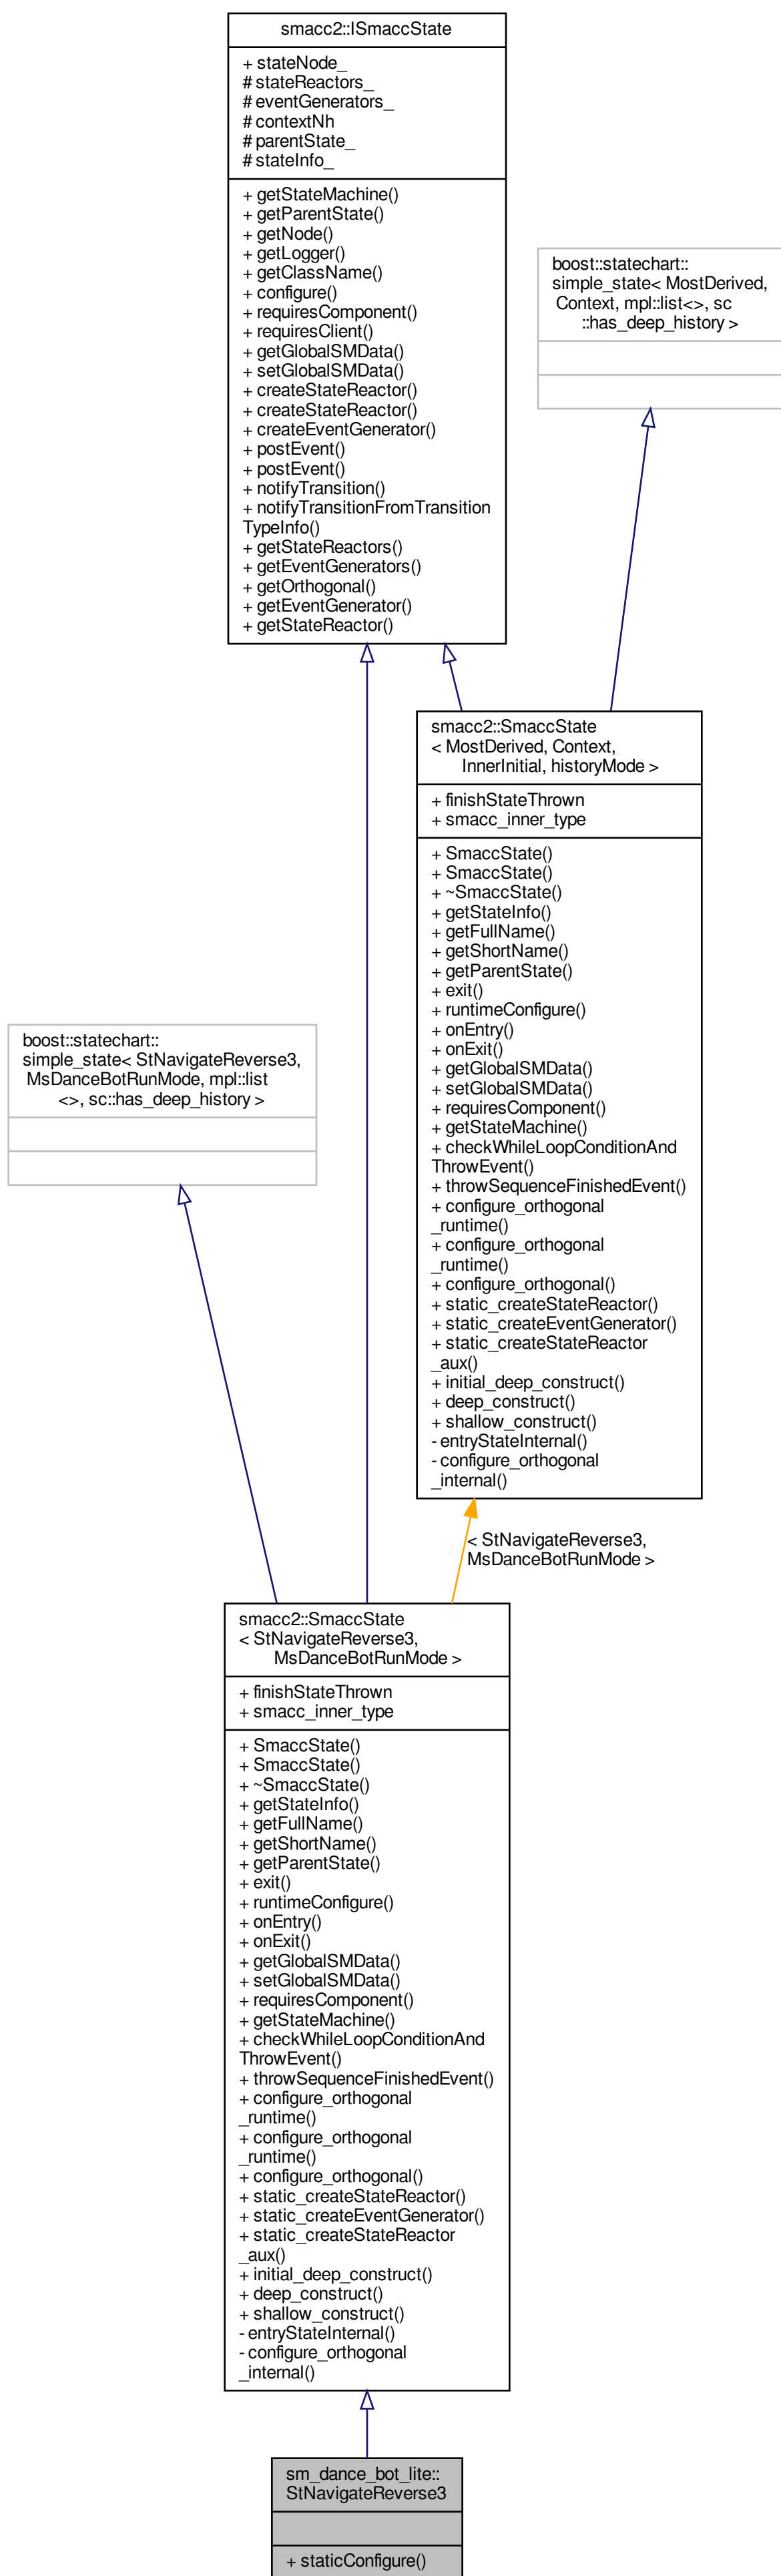 smacc2::ISmaccState
+ stateNode_
# stateReactors_
# eventGenerators_
# contextNh
# parentState_
# stateInfo_
+ getStateMachine()
+ getParentState()
+ getNode()
+ getLogger()
+ getClassName()
+ configure()
+ requiresComponent()
+ requiresClient()
+ getGlobalSMData()
+ setGlobalSMData()
+ createStateReactor()
+ createStateReactor()
+ createEventGenerator()
+ postEvent()
+ postEvent()
+ notifyTransition()
+ notifyTransitionFromTransition
TypeInfo()
+ getStateReactors()
+ getEventGenerators()
+ getOrthogonal()
+ getEventGenerator()
+ getStateReactor()
boost::statechart::
simple_state< MostDerived,
Context, mpl::list<>, sc
::has_deep_history >
smacc2::SmaccState
< MostDerived, Context,
InnerInitial, historyMode >
+ finishStateThrown
+ smacc_inner_type
+ SmaccState()
+ SmaccState()
+ ~SmaccState()
+ getStateInfo()
+ getFullName()
+ getShortName()
+ getParentState()
+ exit()
+ runtimeConfigure()
+ onEntry()
+ onExit()
+ getGlobalSMData()
+ setGlobalSMData()
+ requiresComponent()
+ getStateMachine()
+ checkWhileLoopConditionAnd
ThrowEvent()
+ throwSequenceFinishedEvent()
+ configure_orthogonal
_runtime()
+ configure_orthogonal
_runtime()
+ configure_orthogonal()
+ static_createStateReactor()
+ static_createEventGenerator()
+ static_createStateReactor
_aux()
+ initial_deep_construct()
+ deep_construct()
+ shallow_construct()
- entryStateInternal()
- configure_orthogonal
_internal()
boost::statechart::
simple_state< StNavigateReverse3,
MsDanceBotRunMode, mpl::list
<>, sc::has_deep_history >
< StNavigateReverse3,
MsDanceBotRunMode >
smacc2::SmaccState
< StNavigateReverse3,
MsDanceBotRunMode >
+ finishStateThrown
+ smacc_inner_type
+ SmaccState()
+ SmaccState()
+ ~SmaccState()
+ getStateInfo()
+ getFullName()
+ getShortName()
+ getParentState()
+ exit()
+ runtimeConfigure()
+ onEntry()
+ onExit()
+ getGlobalSMData()
+ setGlobalSMData()
+ requiresComponent()
+ getStateMachine()
+ checkWhileLoopConditionAnd
ThrowEvent()
+ throwSequenceFinishedEvent()
+ configure_orthogonal
_runtime()
+ configure_orthogonal
_runtime()
+ configure_orthogonal()
+ static_createStateReactor()
+ static_createEventGenerator()
+ static_createStateReactor
_aux()
+ initial_deep_construct()
+ deep_construct()
+ shallow_construct()
- entryStateInternal()
- configure_orthogonal
_internal()
sm_dance_bot_lite::
StNavigateReverse3
+ staticConfigure()